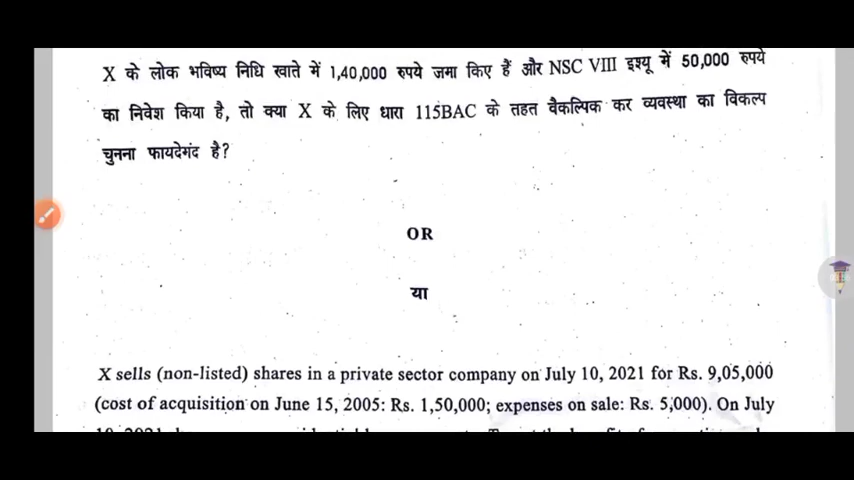 X के लोक भविष्य निधि खाते में 1,40,000 रुपये जमा किए हैं और NSC VIII इश्यू में 50,000 रुपये
का निवेश किया है, तो क्या X के लिए धारा 115BAC के तहत वैकल्पिक कर व्यवस्था का विकल्प
चुनना फायदेमंद है?
OR
या
X sells (non-listed) shares in a private sector company on July 10, 2021 for Rs. 9,05,000
(cost of acquisition on June 15, 2005: Rs. 1,50,000; expenses on sale: Rs. 5,000). On July